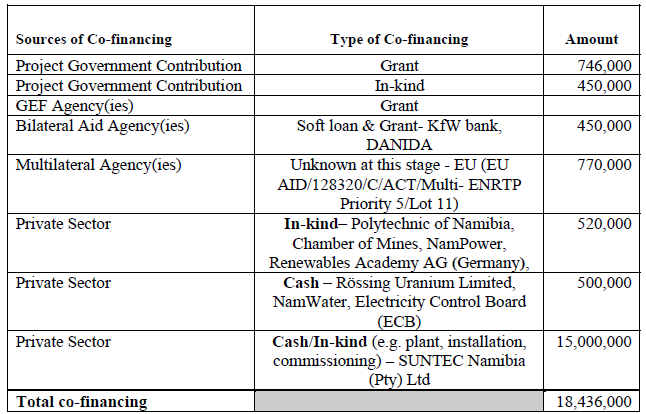 Sources of Co-financing Type of Co-financing Amount
Project Government Contribution Grant 746,000
Project Government Contribution In-kind 450,000
GEF Agency(ies) Grant
Bilateral Aid Agency(ies) Soft loan & Grant- KfW bank, 450,000
DANIDA
Multilateral Agency(ies) Unknown at this stage - EU (EU 770,000
AID/128320/C/ACT/Multi- ENRTP
Priority 5/Lot 11)
Private Sector In-kind– Polytechnic of Namibia, 520,000
Chamber of Mines, NamPower,
Renewables Academy AG (Germany),
Private Sector Cash – Rössing Uranium Limited, 500,000
NamWater, Electricity Control Board
(ECB)
Private Sector Cash/In-kind (e.g. plant, installation, 15,000,000
commissioning) – SUNTEC Namibia
(Pty) Ltd
Total co-financing 18,436,000